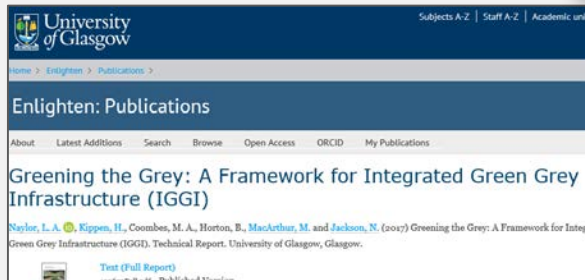 University
of Glasgow
Subjects A-Z | Staff A-Z | Academic uni
Home > Enlighten > Publications >
Enlighten: Publications
About Latest Additions Search Browse Open Access ORCID My Publications
Greening the Grey: A Framework for Integrated Green Grey
Infrastructure (IGGI)
Naylor, L. A. , Kippen, H., Coombes, M. A., Horton, B., MacArthur, M. and Jackson, N. (2017) Greening the Grey: A Framework for Integ
Green Grey Infrastructure (IGGI). Technical Report. University of Glasgow, Glasgow.
Text (Full Report)
Published Version